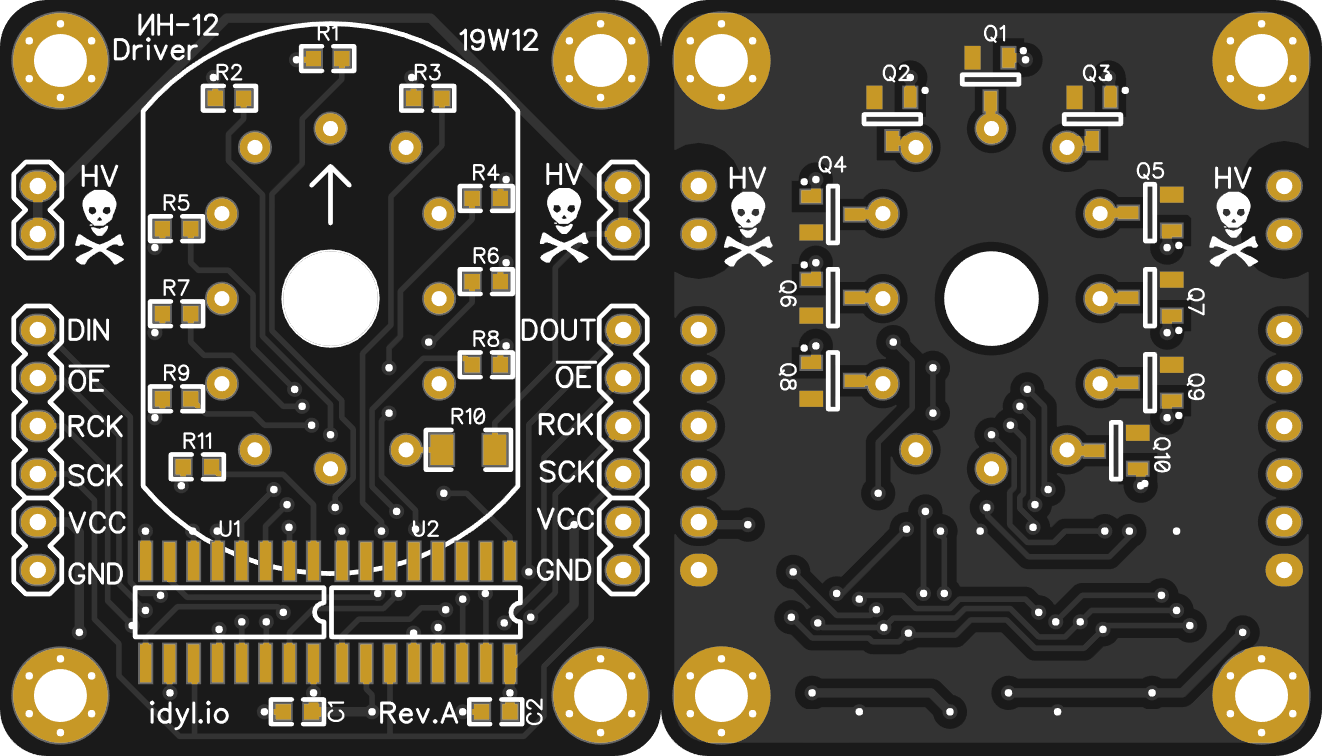 ИН-12
Driver
19W12
R1
R2
R3
HV
HV
R4
R5
R6
R7
R8
R9
R10
R11
DIN
OE
RCK
SCK
VCC
GND
DOUT
OE
RCK
SCK
VCC
GND
U1
U2
idyl.io
C1
Rev.A
C2
Q1
Q2
Q3
Q4
Q5
HV
HV
Q6
Q7
Q8
Q9
Q10